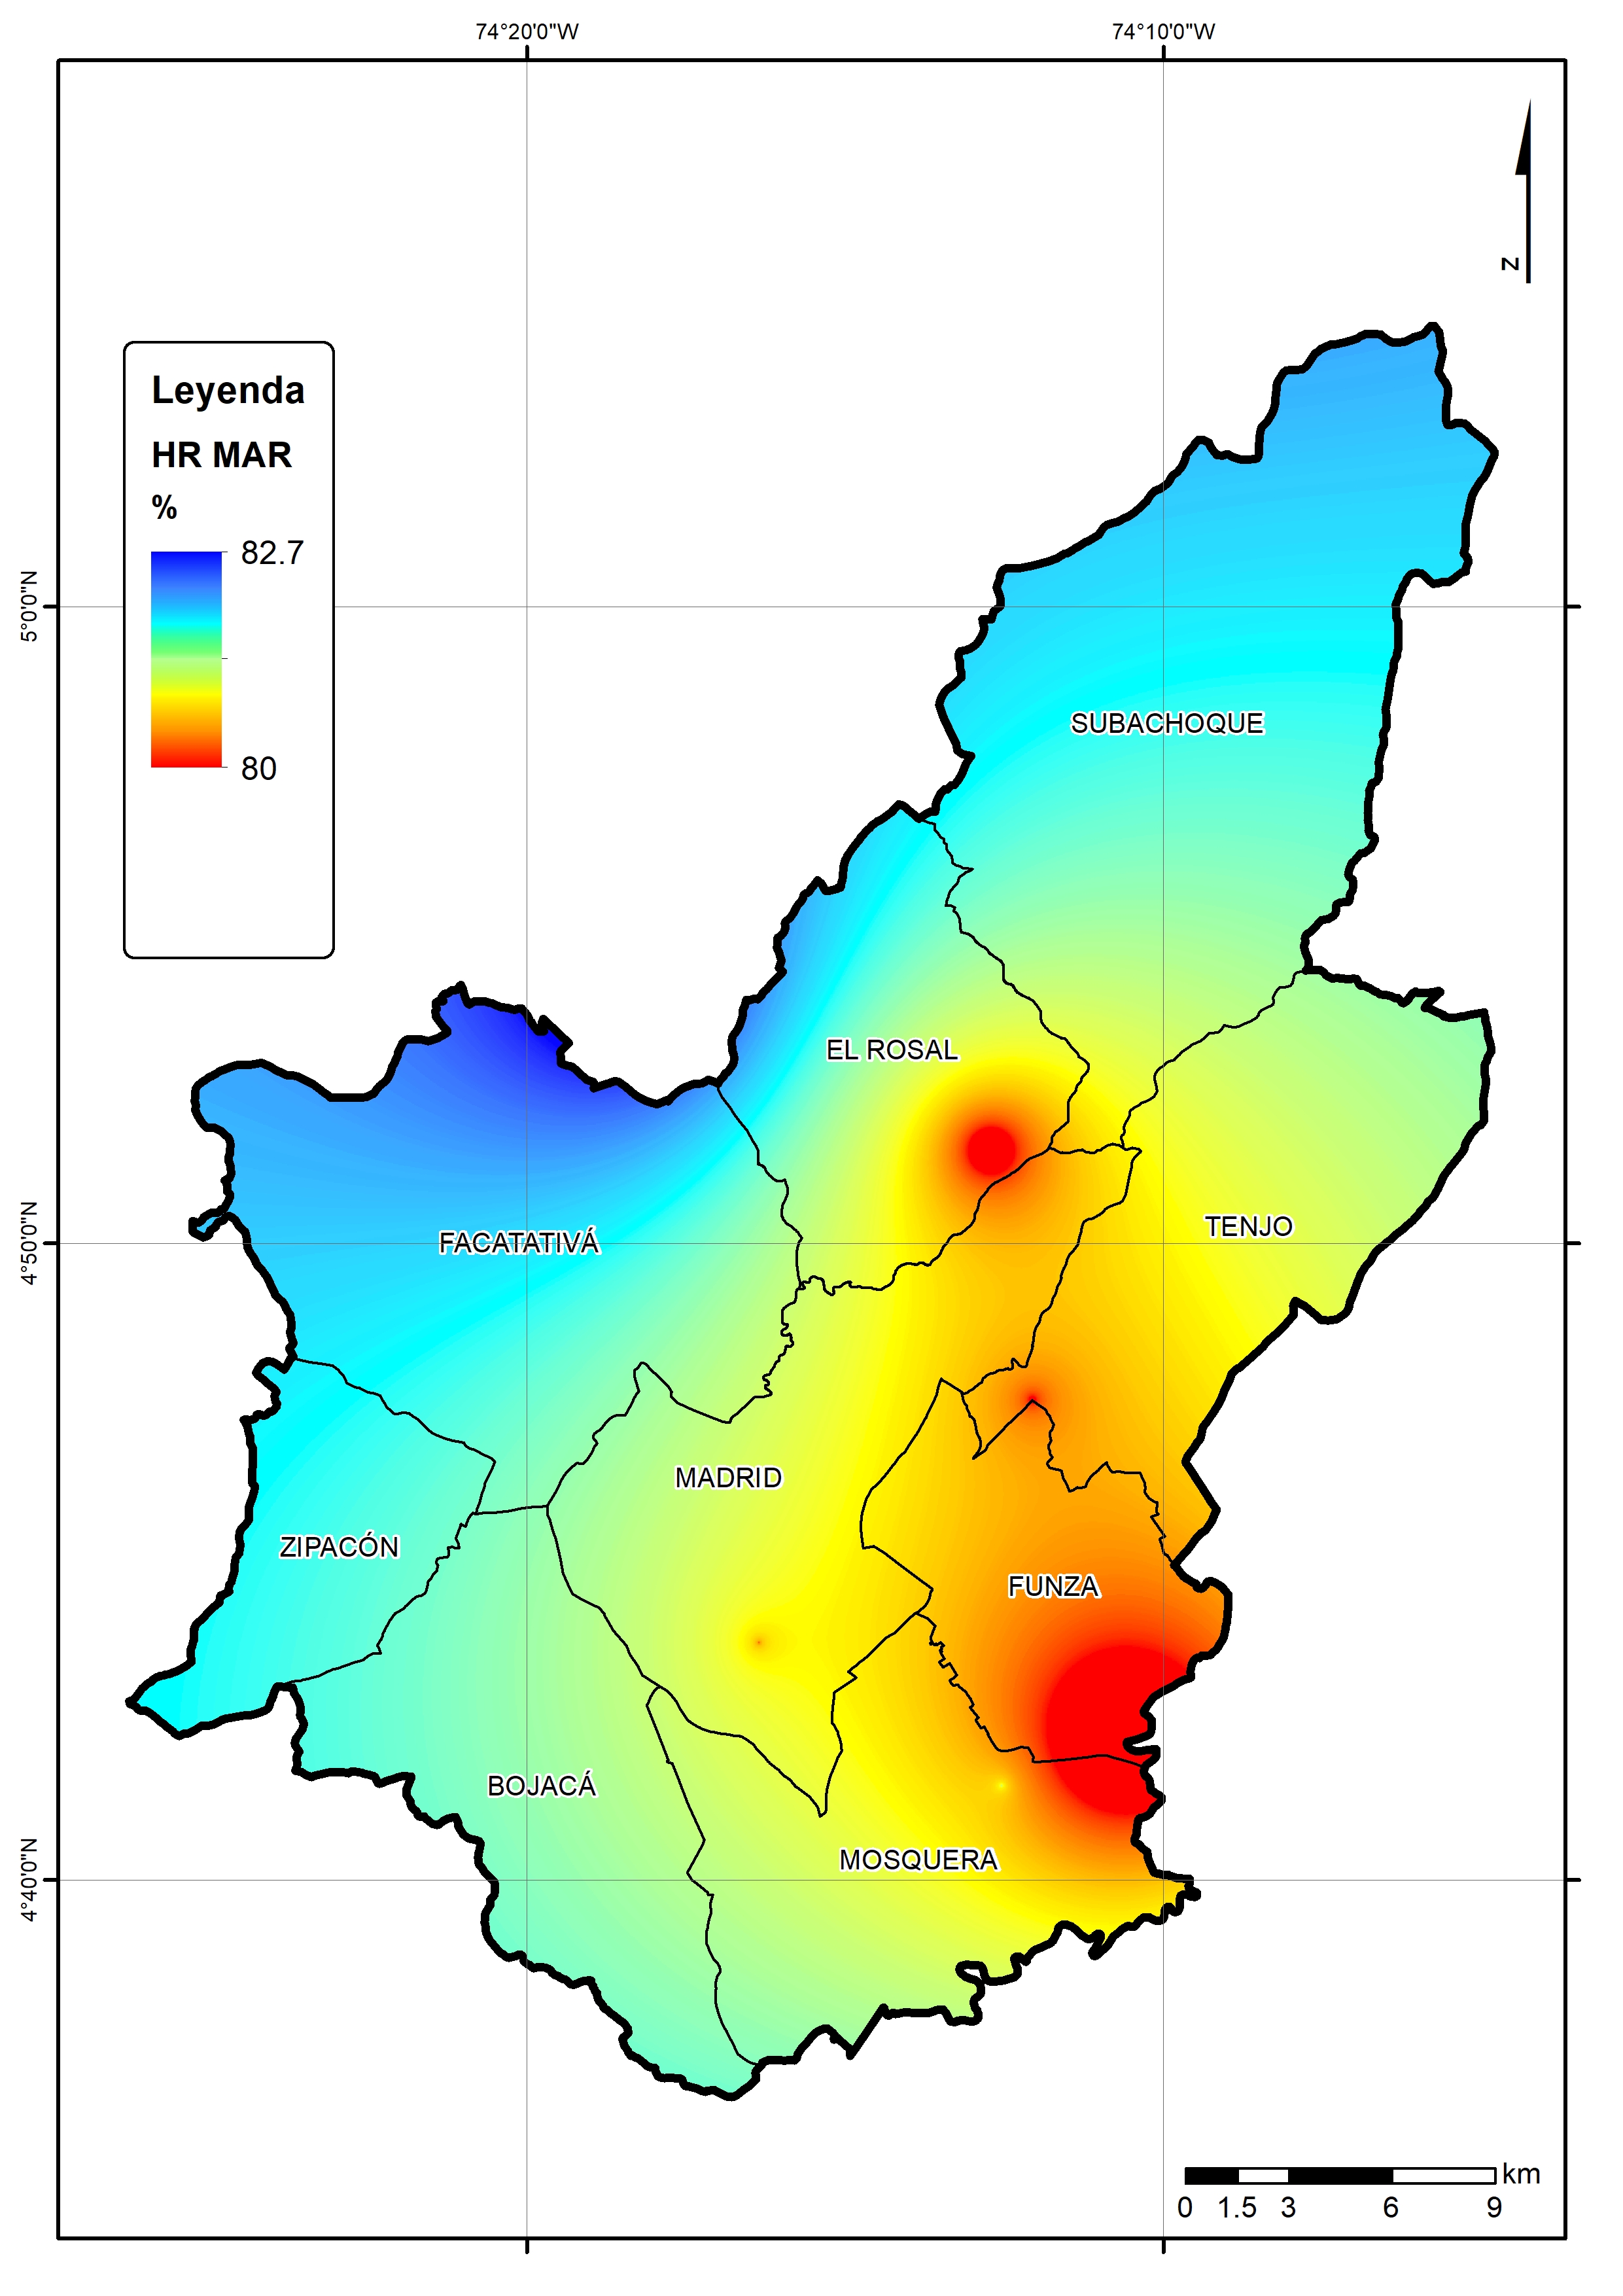 74°20'0"W
74°10'0"W
N
Leyenda
HR MAR
%
82.7
80
5°0'0"N
SUBACHOQUE
EL ROSAL
TENJO
4°50'0"N
FACATATIVÁ
MADRID
ZIPACÓN
FUNZA
BOJACÁ
MOSQUERA
4°40'0"N
km
0 1.5 3 6 9